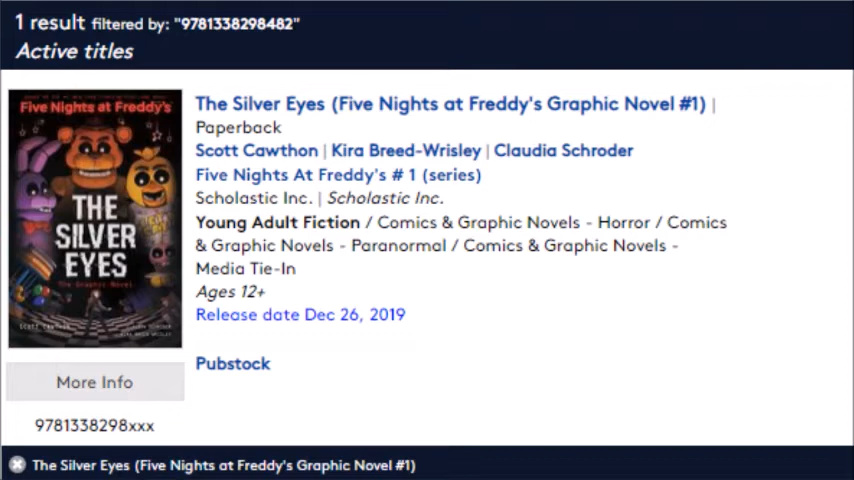 1 result filtered by: "9781338298482"
Active titles
Five Nights at Freddy's
THE
SILVER
EYES
The Graphic Novel
The Silver Eyes (Five Nights at Freddy's Graphic Novel #1) |
Paperback
Scott Cawthon | Kira Breed-Wrisley | Claudia Schroder
Five Nights At Freddy's # 1 (series)
Scholastic Inc. | Scholastic Inc.
Young Adult Fiction / Comics & Graphic Novels - Horror / Comics
& Graphic Novels - Paranormal / Comics & Graphic Novels -
Media Tie-In
Ages 12+
Release date Dec 26, 2019
Pubstock
More Info
9781338298xxx
The Silver Eyes (Five Nights at Freddy's Graphic Novel #1)